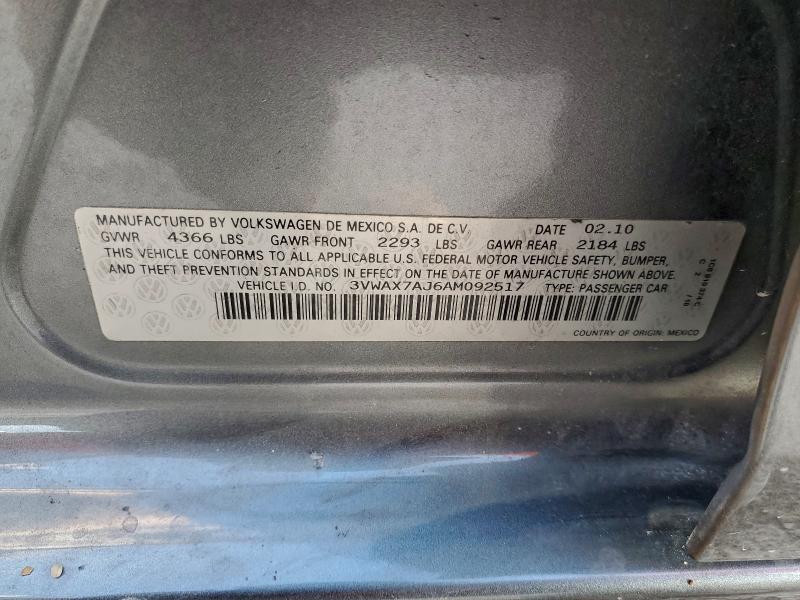 MANUFACTURED BY VOLKSWAGEN DE MEXICO S.A. DE C.V. DATE 02.10
GVWR 4366 LBS GAWR FRONT 2293 LBS GAWR REAR 2184 LBS
THIS VEHICLE CONFORMS TO ALL APPLICABLE U.S. FEDERAL MOTOR VEHICLE SAFETY, BUMPER,
AND THEFT PREVENTION STANDARDS IN EFFECT ON THE DATE OF MANUFACTURE SHOWN ABOVE.
VEHICLE I.D. NO. 3VWAX7AJ6AM092517 TYPE: PASSENGER CAR
COUNTRY OF ORIGIN: MEXICO